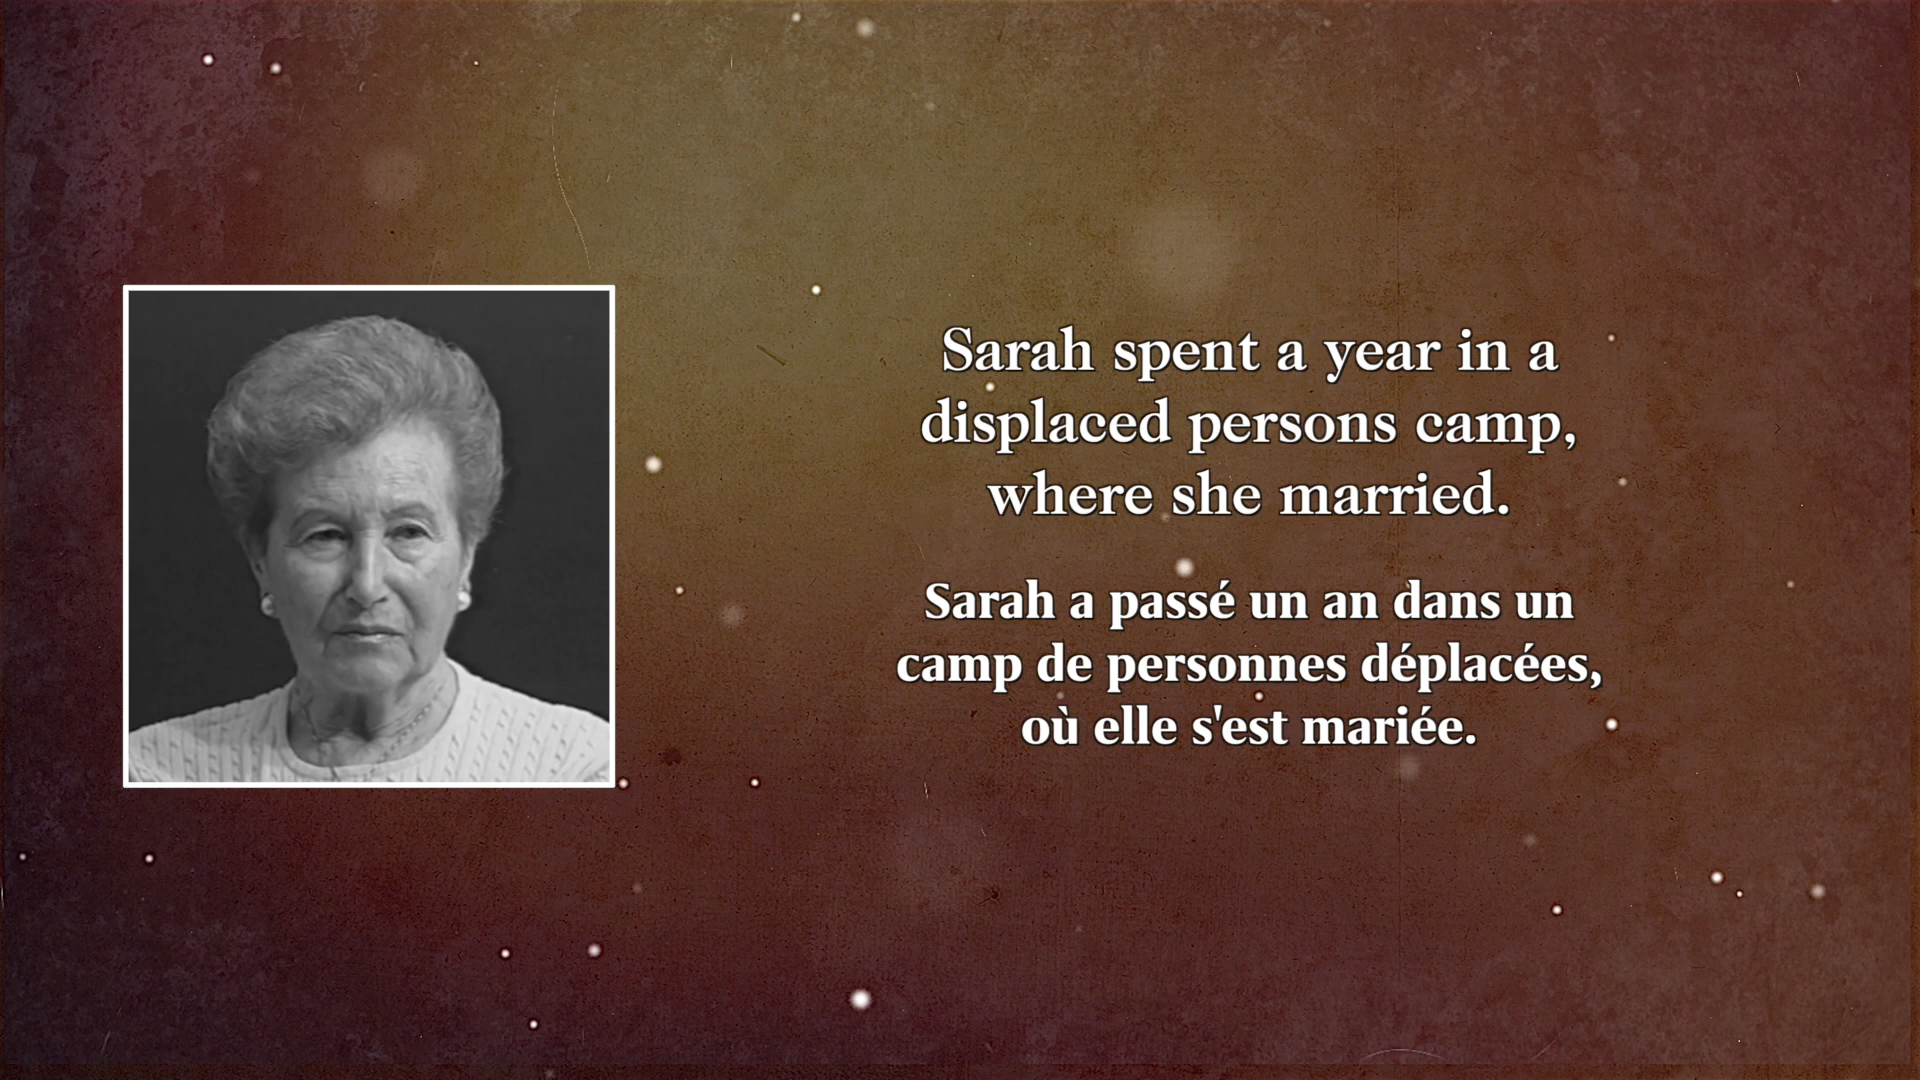 Sarah spent a year in a
displaced persons camp,
where she married.
Sarah a passé un an dans un
camp de personnes déplacées,
où elle s'est mariée.